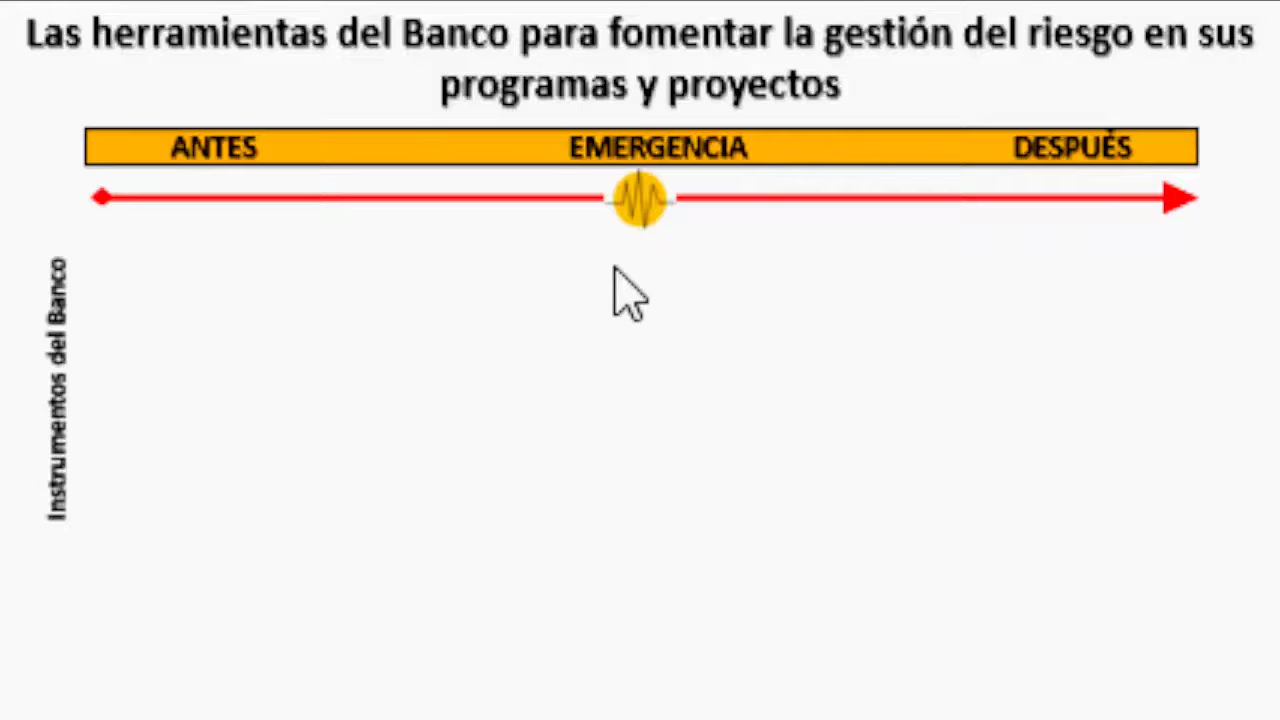 Las herramientas del Banco para fomentar la gestión del riesgo en sus
programas y proyectos
ANTES EMERGENCIA DESPUÉS
Instrumentos del Banco